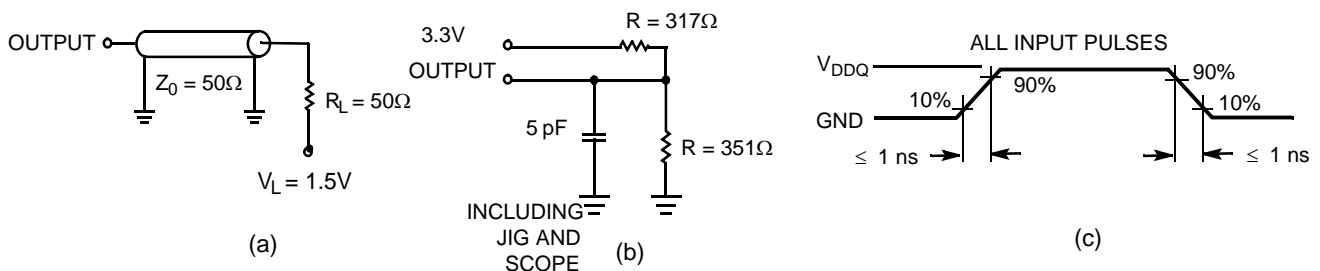 OUTPUT
Z0 = 50Ω
RL = 50Ω
VL = 1.5V
(a)
3.3V
R = 317Ω
OUTPUT
5 pF
R = 351Ω
INCLUDING
JIG AND
SCOPE
(b)
ALL INPUT PULSES
VDDQ
90%
90%
10%
10%
GND
≤ 1 ns
≤ 1 ns
(c)